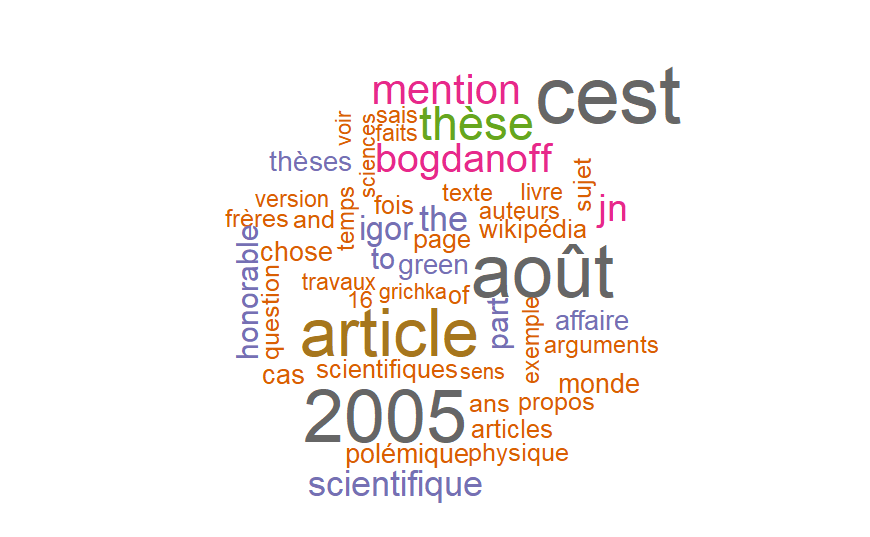 cest
mention
sais
thèse
voir
faits
sciences
thèses
bogdanoff
sujet
version
texte
livre
frères and
temps
fois
the
auteurs
jn
igor
page
wikipédia
honorable
chose
to
green
août
question
travaux
16
grichka
of
part
exemple
affaire
article
arguments
cas
scientifiques
sens
monde
2005
ans
propos
articles
polémique
physique
scientifique